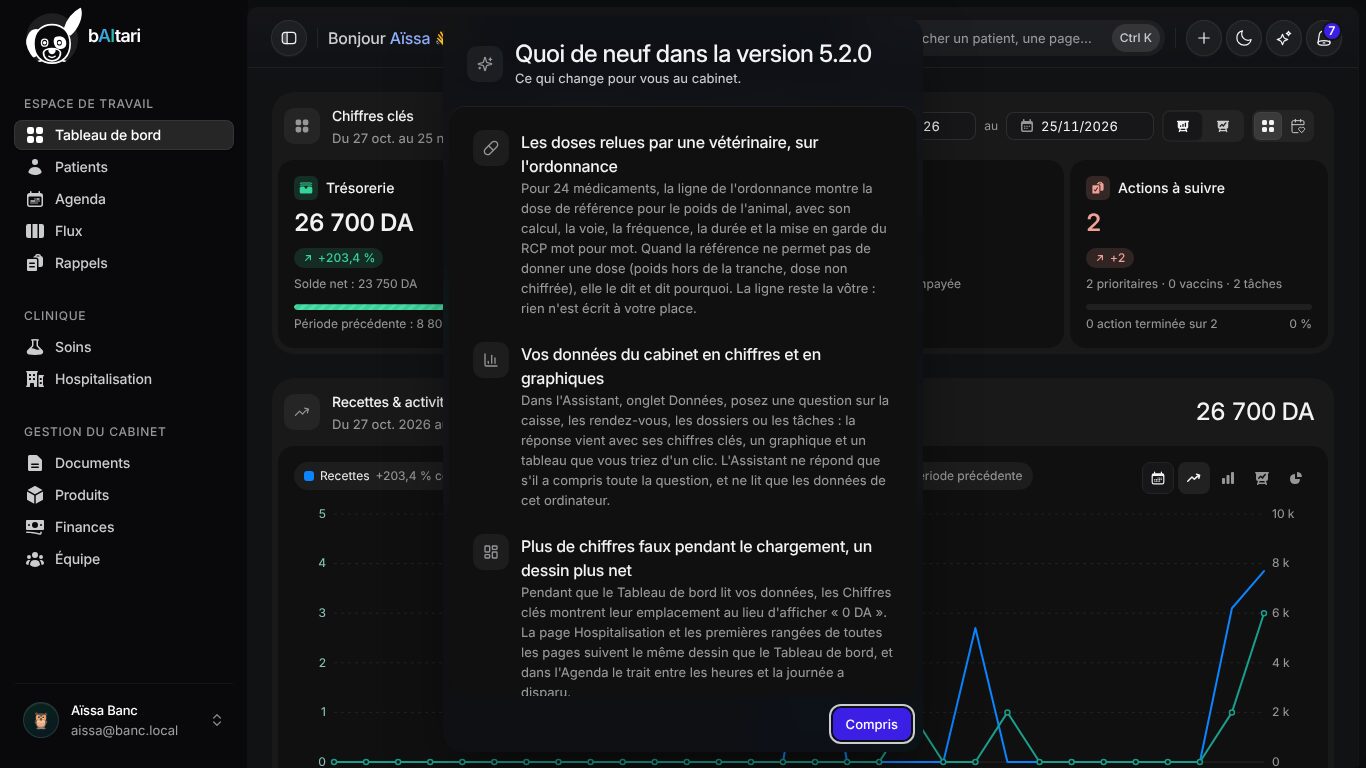 bAItari
ESPACE DE TRAVAIL
Tableau de bord
Patients
Agenda
Flux
Rappels
CLINIQUE
Soins
Hospitalisation
GESTION DU CABINET
Documents
Produits
Finances
Équipe
Aïssa Banc
aissa@banc.local
Bonjour Aïssa
cher un patient, une page...
Ctrl K
7
Chiffres clés
Du 27 oct. au 25 n
26
au
25/11/2026
Trésorerie
26 700 DA
+203,4 %
Solde net : 23 750 DA
Période précédente : 8 80
mpayée
Actions à suivre
2
+2
2 prioritaires · 0 vaccins · 2 tâches
0 action terminée sur 2
0 %
Recettes & activit
Du 27 oct. 2026 a
26 700 DA
Recettes +203,4 % c
ériode précédente
5
4
3
2
1
0
10 k
8 k
6 k
4 k
2 k
0
Quoi de neuf dans la version 5.2.0
Ce qui change pour vous au cabinet.
Les doses relues par une vétérinaire, sur
l'ordonnance
Pour 24 médicaments, la ligne de l'ordonnance montre la
dose de référence pour le poids de l'animal, avec son
calcul, la voie, la fréquence, la durée et la mise en garde du
RCP mot pour mot. Quand la référence ne permet pas de
donner une dose (poids hors de la tranche, dose non
chiffrée), elle le dit et dit pourquoi. La ligne reste la vôtre :
rien n'est écrit à votre place.
Vos données du cabinet en chiffres et en
graphiques
Dans l'Assistant, onglet Données, posez une question sur la
caisse, les rendez-vous, les dossiers ou les tâches : la
réponse vient avec ses chiffres clés, un graphique et un
tableau que vous triez d'un clic. L'Assistant ne répond que
s'il a compris toute la question, et ne lit que les données de
cet ordinateur.
Plus de chiffres faux pendant le chargement, un
dessin plus net
Pendant que le Tableau de bord lit vos données, les Chiffres
clés montrent leur emplacement au lieu d'afficher « 0 DA ».
La page Hospitalisation et les premières rangées de toutes
les pages suivent le même dessin que le Tableau de bord, et
dans l'Agenda le trait entre les heures et la journée a
disparu.
Compris